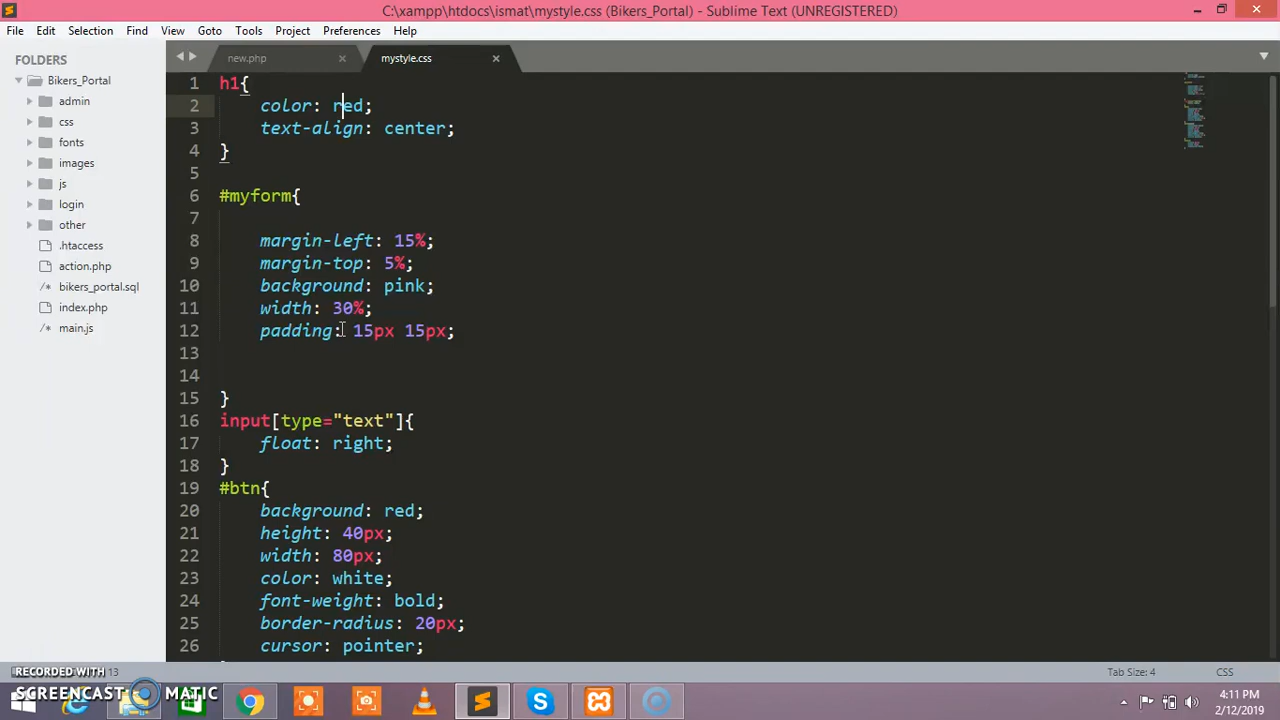 C:\xampp\htdocs\ismat\mystyle.css (Bikers_Portal) - Sublime Text (UNREGISTERED)
File Edit Selection Find View Goto Tools Project Preferences Help
FOLDERS
Bikers_Portal
admin
css
fonts
images
js
login
other
.htaccess
action.php
/* bikers_portal.sql
index.php
/* main.js
new.php × mystyle.css ×
1 h1{
2 color: red;
3 text-align: center;
4 }
5
6 #myform{
7
8 margin-left: 15%;
9 margin-top: 5%;
10 background: pink;
11 width: 30%;
12 padding: 15px 15px;
13
14
15 }
16 input[type="text"]{
17 float: right;
18 }
19 #btn{
20 background: red;
21 height: 40px;
22 width: 80px;
23 color: white;
24 font-weight: bold;
25 border-radius: 20px;
26 cursor: pointer;
RECORDED WITH
SCREENCAST MATIC
13
Tab Size: 4 CSS
4:11 PM
2/12/2019